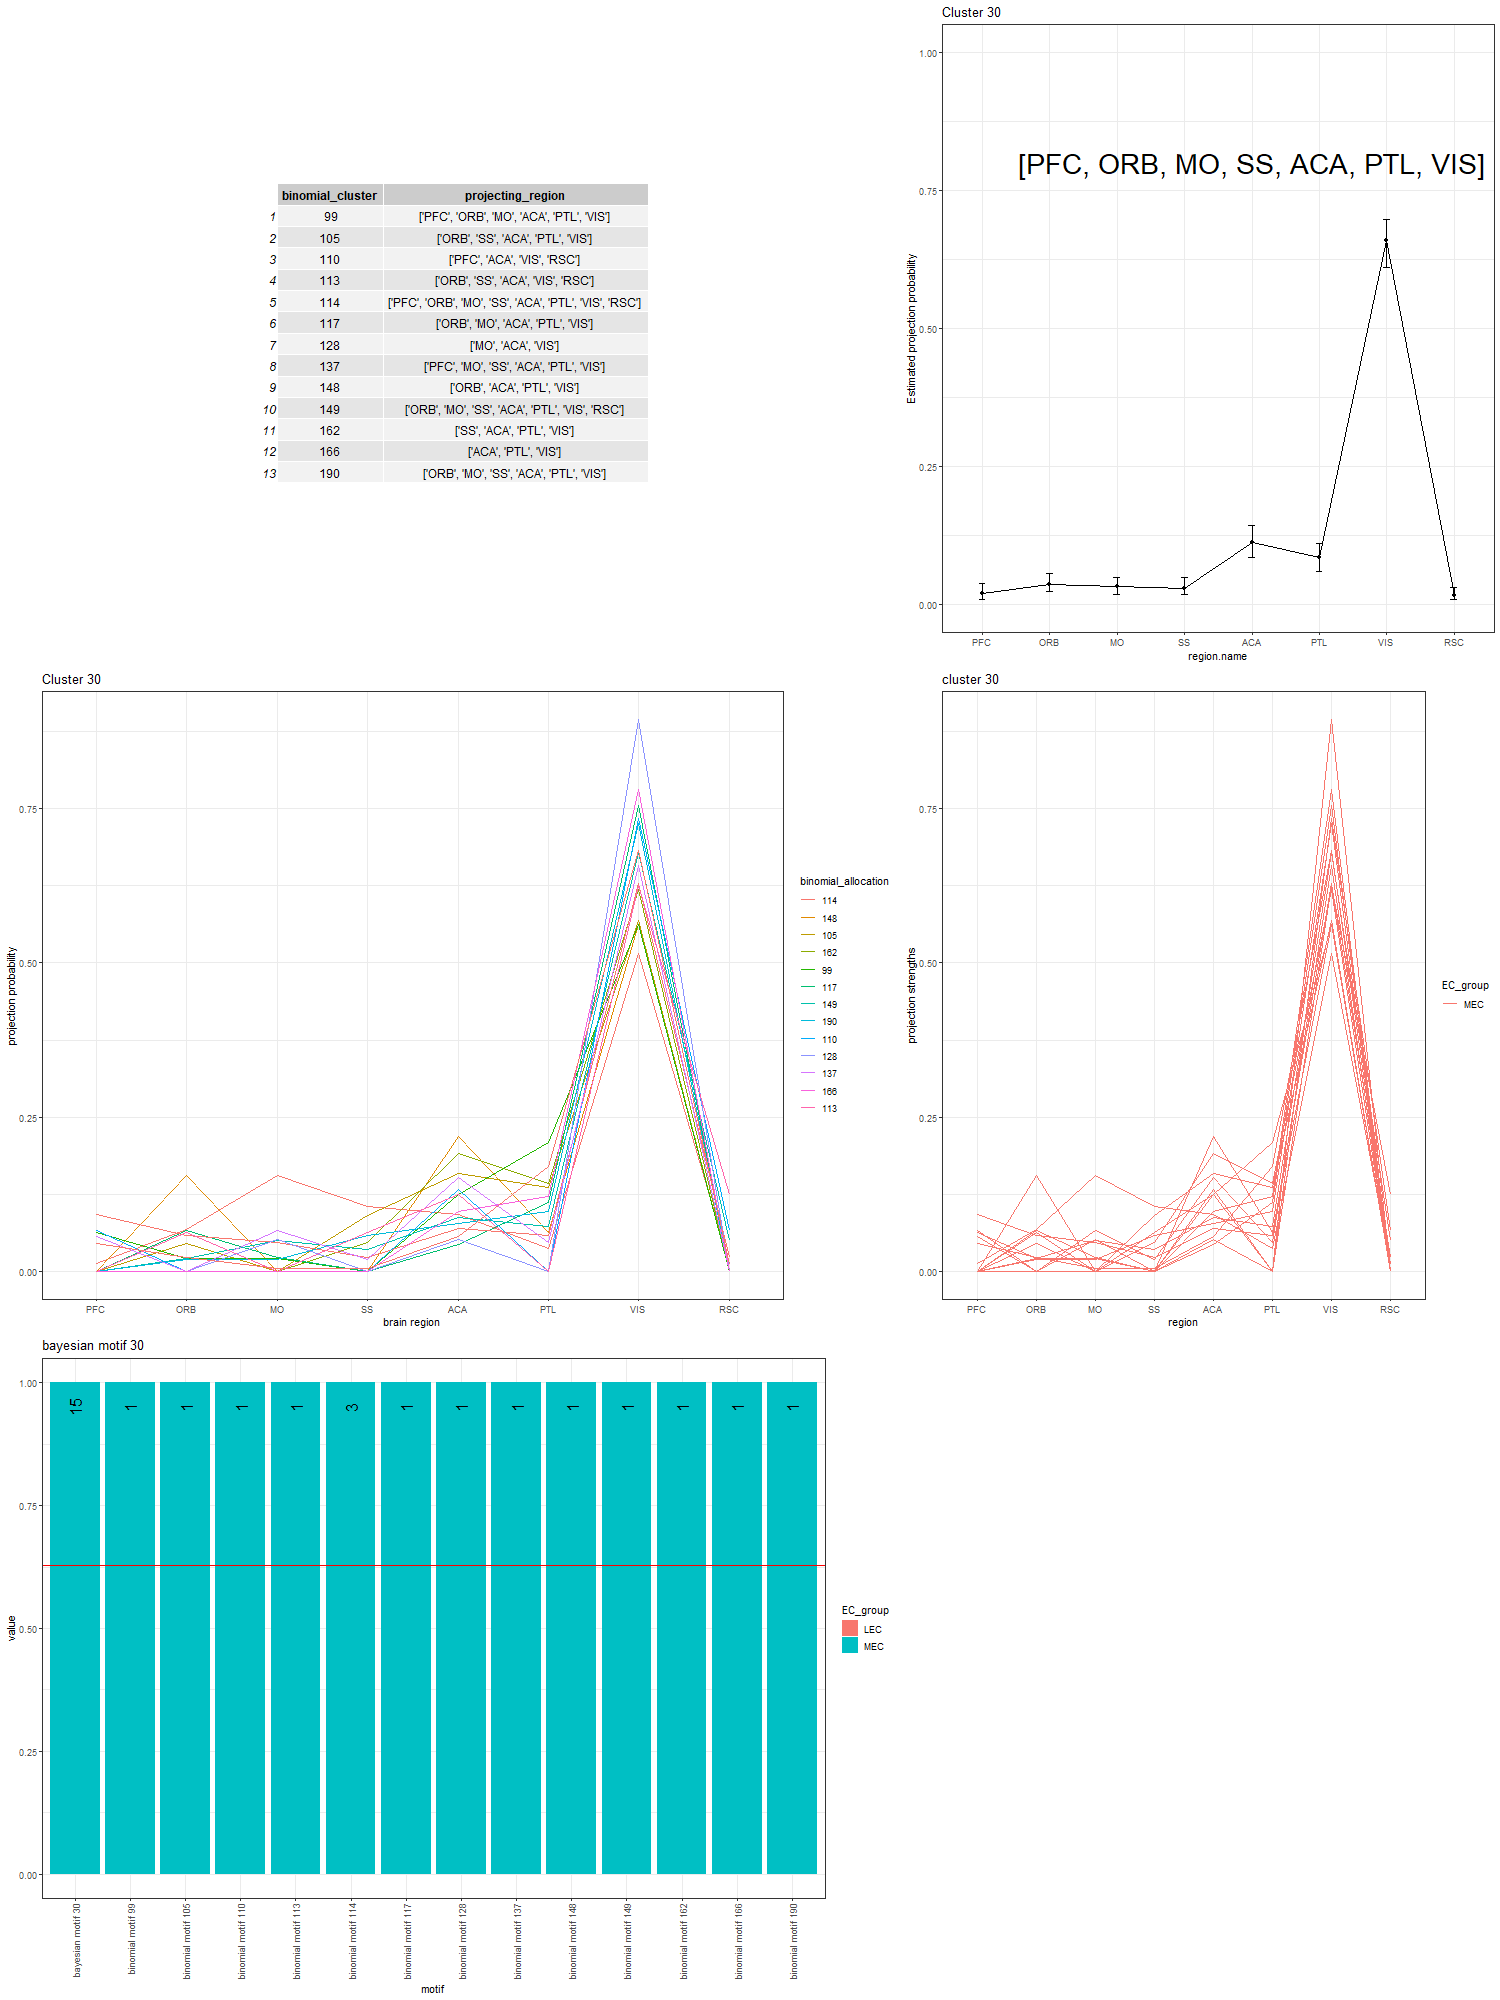 binomial_cluster projecting_region
1 99 ['PFC', 'ORB', 'MO', 'ACA', 'PTL', 'VIS']
2 105 ['ORB', 'SS', 'ACA', 'PTL', 'VIS']
3 110 ['PFC', 'ACA', 'VIS', 'RSC']
4 113 ['ORB', 'SS', 'ACA', 'VIS', 'RSC']
5 114 ['PFC', 'ORB', 'MO', 'SS', 'ACA', 'PTL', 'VIS', 'RSC']
6 117 ['ORB', 'MO', 'ACA', 'PTL', 'VIS']
7 128 ['MO', 'ACA', 'VIS']
8 137 ['PFC', 'MO', 'SS', 'ACA', 'PTL', 'VIS']
9 148 ['ORB', 'ACA', 'PTL', 'VIS']
10 149 ['ORB', 'MO', 'SS', 'ACA', 'PTL', 'VIS', 'RSC']
11 162 ['SS', 'ACA', 'PTL', 'VIS']
12 166 ['ACA', 'PTL', 'VIS']
13 190 ['ORB', 'MO', 'SS', 'ACA', 'PTL', 'VIS']
Cluster 30
[PFC, ORB, MO, SS, ACA, PTL, VIS]
Estimated projection probability
1.00
0.75
0.50
0.25
0.00
PFC ORB MO SS ACA PTL VIS RSC
region.name
Cluster 30
projection probability
0.75
0.50
0.25
0.00
PFC ORB MO SS ACA PTL VIS RSC
brain region
binomial_allocation
114
148
105
162
99
117
149
190
110
128
137
166
113
cluster 30
projection strengths
0.75
0.50
0.25
0.00
PFC ORB MO SS ACA PTL VIS RSC
region
EC_group
MEC
bayesian motif 30
value
1.00
0.75
0.50
0.25
0.00
15 1 1 1 1 3 1 1 1 1 1 1 1 1
bayesian motif 30
binomial motif 99
binomial motif 105
binomial motif 110
binomial motif 113
binomial motif 114
binomial motif 117
binomial motif 128
binomial motif 137
binomial motif 148
binomial motif 149
binomial motif 162
binomial motif 166
binomial motif 190
motif
EC_group
LEC
MEC